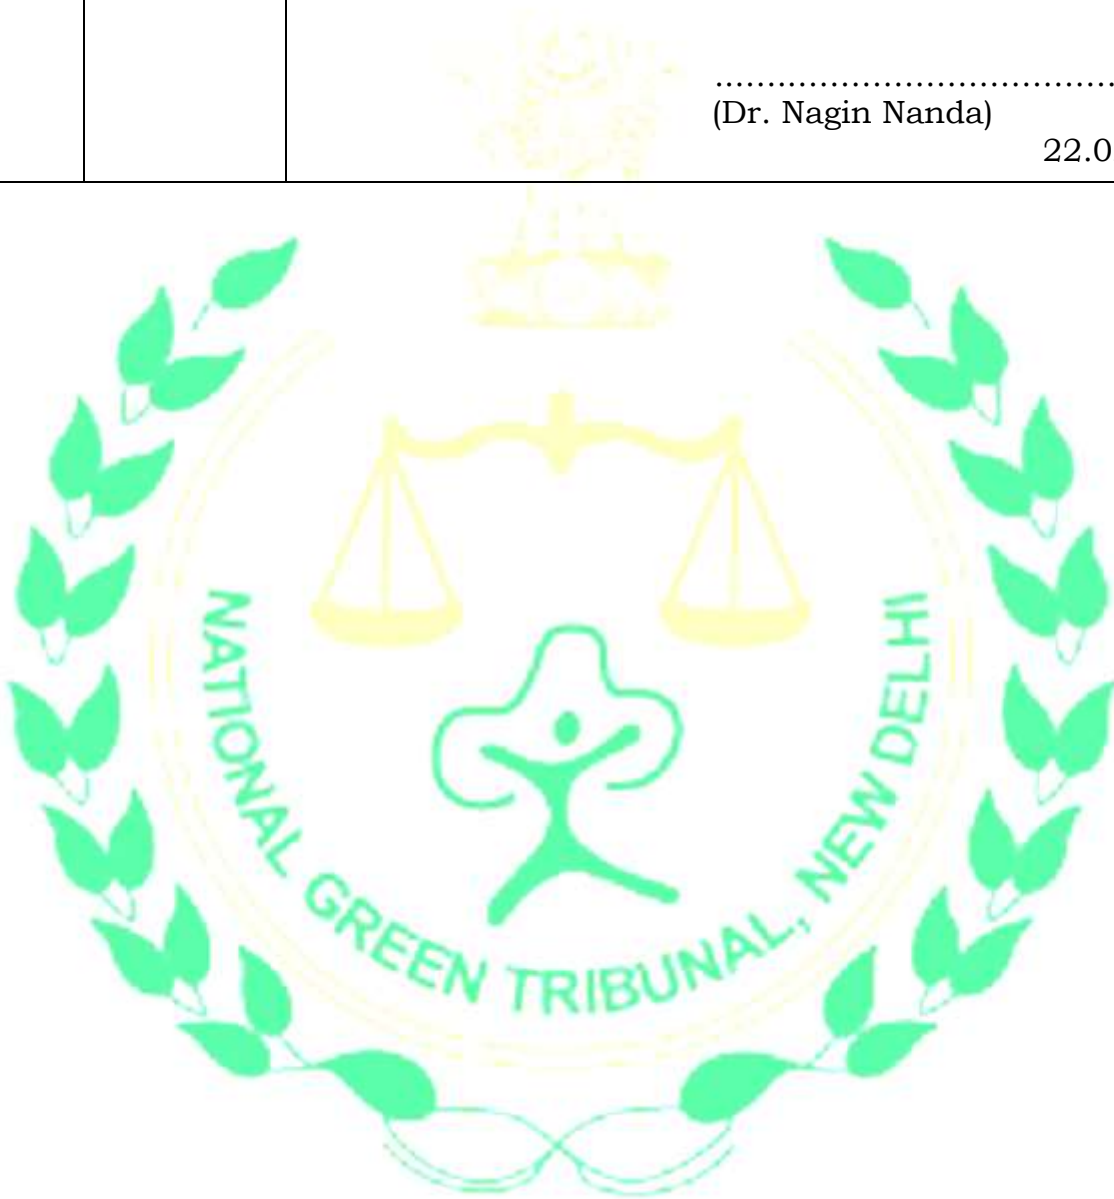 ……………………………………
(Dr. Nagin Nanda)
22.0
NATIONAL GREEN TRIBUNAL, NEW DELHI